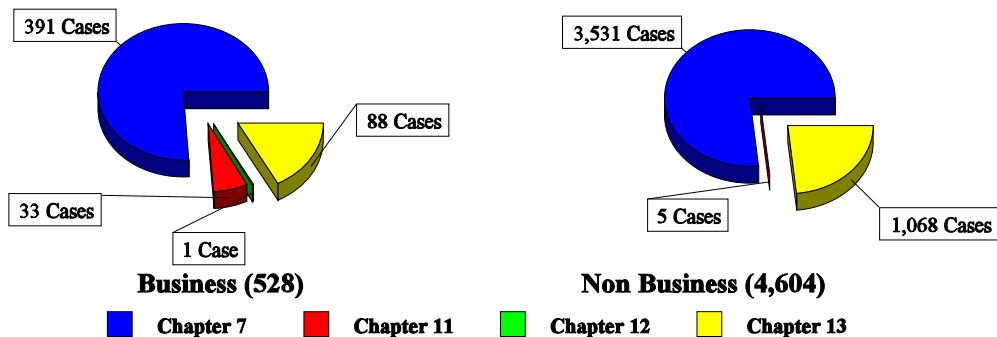 391 Cases
88 Cases
33 Cases
1 Case
Business (528)
3,531 Cases
5 Cases
1,068 Cases
Non Business (4,604)
Chapter 7
Chapter 11
Chapter 12
Chapter 13